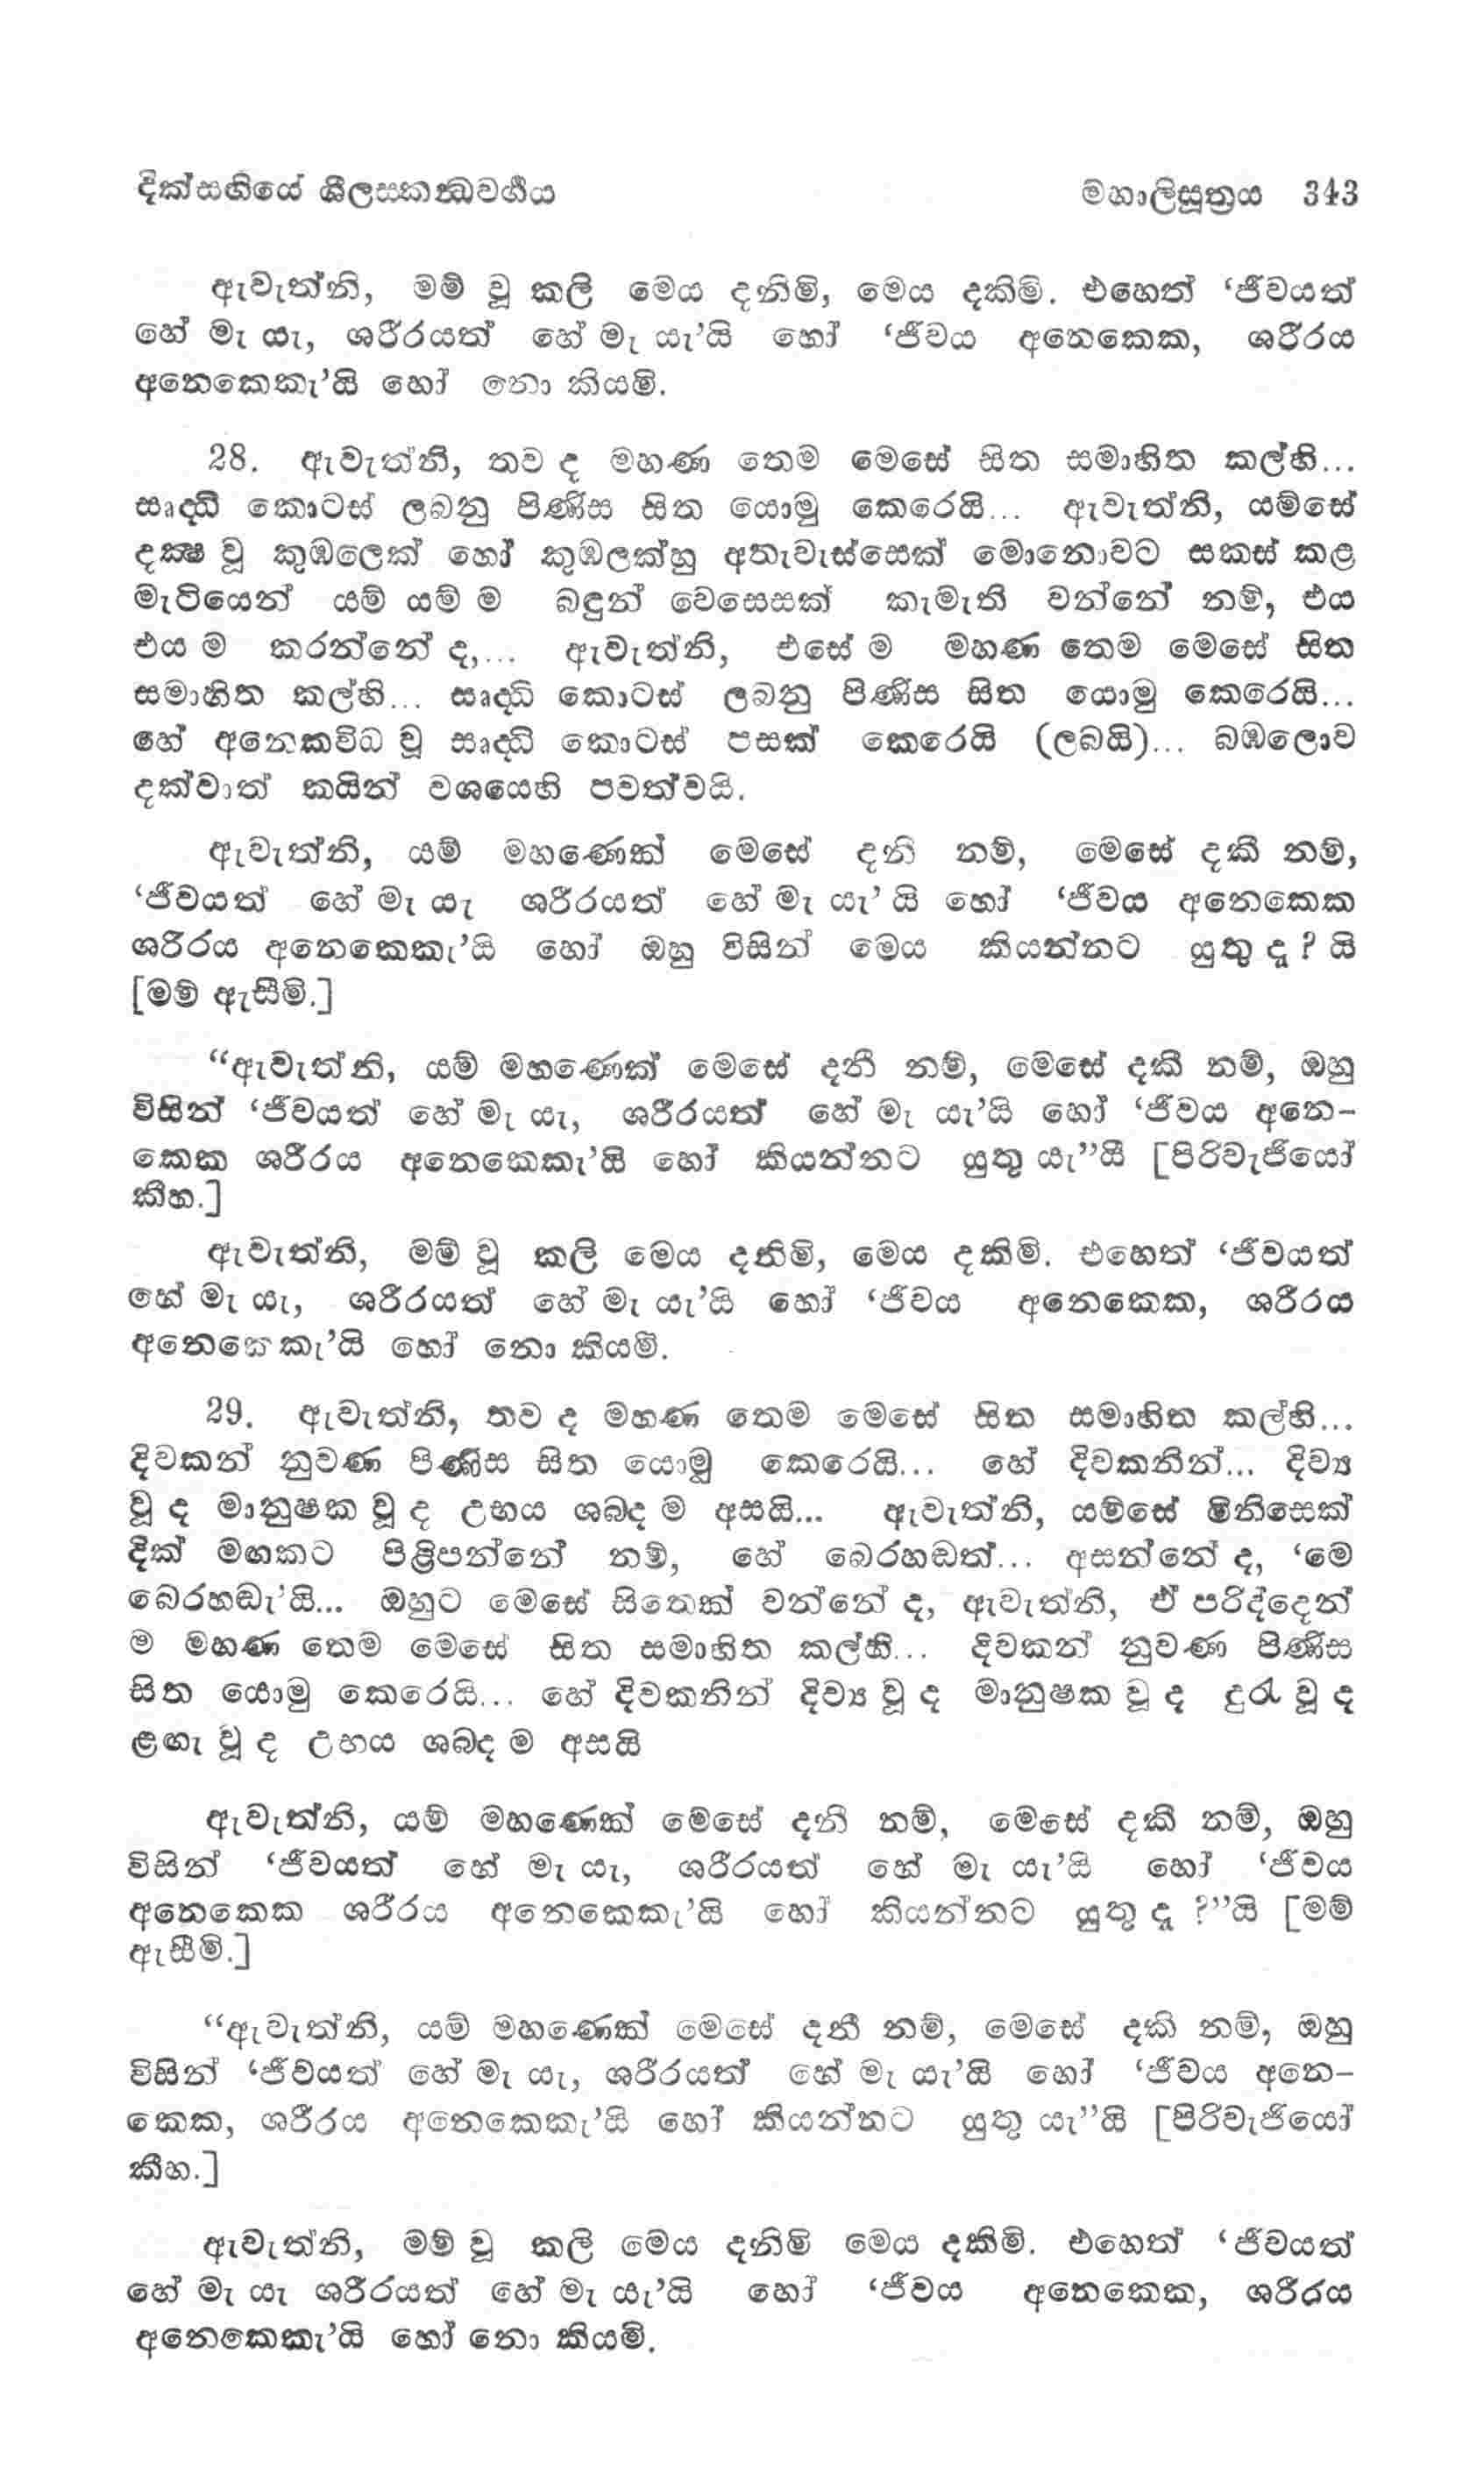 දික්සඟියේ ශීලස්කන්ධවර්ගය මහාලිසූත්‍රය 343
ඇවැත්නි, මම් වූ කලි මෙය දනිමි, මෙය දකිමි. එහෙත් ‘ජීවයත්
හේ මැ යැ, ශරීරයත් හේ මැ යැ’යි හෝ ‘ජීවය අනෙකෙක, ශරීරය
අනෙකෙකැ’යි හෝ නො කියමි.
28. ඇවැත්නි, තව ද මහණ තෙම මෙසේ සිත සමාහිත කල්හි...
සෘද්ධි කොටස් ලබනු පිණිස සිත යොමු කෙරෙයි... ඇවැත්නි, යම්සේ
දක්‍ෂ වූ කුඹලෙක් හෝ කුඹලක්හු අතැවැස්සෙක් මොනොවට සකස් කළ
මැටියෙන් යම් යම් ම බඳුන් වෙසෙසක් කැමැති වන්නේ නම්, එය
එය ම කරන්නේ ද,... ඇවැත්නි, එසේ ම මහණ තෙම මෙසේ සිත
සමාහිත කල්හි... සෘද්ධි කොටස් ලබනු පිණිස සිත යොමු කෙරෙයි...
හේ අනෙකවිධ වූ සෘද්ධි කොටස් පසක් කෙරෙයි (ලබයි)... බඹලොව
දක්වාත් කයින් වශයෙහි පවත්වයි.
ඇවැත්නි, යම් මහණෙක් මෙසේ දනී නම්, මෙසේ දකී නම්,
‘ජීවයත් හේ මැ යැ ශරීරයත් හේ මැ යැ’ යි හෝ ‘ජීවය අනෙකෙක
ශරීරය අනෙකෙකැ’යි හෝ ඔහු විසින් මෙය කියන්නට යුතු දැ? යි
[මම් ඇසීමි.]
“ඇවැත්නි, යම් මහණෙක් මෙසේ දනී නම්, මෙසේ දකී නම්, ඔහු
විසින් ‘ජීවයත් හේ මැ යැ, ශරීරයත් හේ මැ යැ’යි හෝ ‘ජීවය අනෙ-
කෙක ශරීරය අනෙකෙකැ’යි හෝ කියන්නට යුතු යැ”යී [පිරිවැජියෝ
කීහ.]
ඇවැත්නි, මම් වූ කලි මෙය දනිමි, මෙය දකිමි. එහෙත් ‘ජීවයත්
හේ මැ යැ, ශරීරයත් හේ මැ යැ’යි හෝ ‘ජීවය අනෙකෙක, ශරීරය
අනෙකෙකැ’යි හෝ නො කියමි.
29. ඇවැත්නි, තව ද මහණ තෙම මෙසේ සිත සමාහිත කල්හි...
දිවකන් නුවණ පිණිස සිත යොමු කෙරෙයි... හේ දිවකනින්... දිව්‍ය
වූ ද මානුෂක වූ ද උභය ශබ්ද ම අසයි... ඇවැත්නි, යම්සේ මිනිසෙක්
දික් මඟකට පිළිපන්නේ නම්, හේ බෙරහඬත්... අසන්නේ ද, ‘මේ
බෙරහඬැ’යි... ඔහුට මෙසේ සිතෙක් වන්නේ ද, ඇවැත්නි, ඒ පරිද්දෙන්
ම මහණ තෙම මෙසේ සිත සමාහිත කල්හි... දිවකන් නුවණ පිණිස
සිත යොමු කෙරෙයි... හේ දිවකනින් දිව්‍ය වූ ද මානුෂක වූ ද දුරැ වූ ද
ළඟැ වූ ද උභය ශබ්ද ම අසයි
ඇවැත්නි, යම් මහණෙක් මෙසේ දනී නම්, මෙසේ දකී නම්, ඔහු
විසින් ‘ජීවයත් හේ මැ යැ, ශරීරයත් හේ මැ යැ’යි හෝ ‘ජීවය
අනෙකෙක ශරීරය අනෙකෙකැ’යි හෝ කියන්නට යුතු දැ ?”යි [මම්
ඇසීමි.]
“ඇවැත්නි, යම් මහණෙක් මෙසේ දනී නම්, මෙසේ දකී නම්, ඔහු
විසින් ‘ජීවයත් හේ මැ යැ, ශරීරයත් හේ මැ යැ’යි හෝ ‘ජීවය අනෙ-
කෙක, ශරීරය අනෙකෙකැ’යි හෝ කියන්නට යුතු යැ”යි [පිරිවැජියෝ
කීහ.]
ඇවැත්නි, මම් වූ කලි මෙය දනිමි මෙය දකිමි. එහෙත් ‘ජීවයත්
හේ මැ යැ ශරීරයත් හේ මැ යැ’යි හෝ ‘ජීවය අනෙකෙක, ශරීරය
අනෙකෙකැ’යි හෝ නො කියමි.